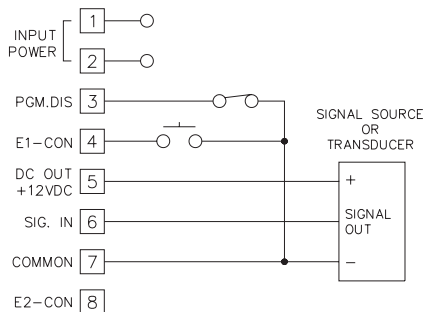 INPUT
POWER
1
2
PGM.DIS 3
E1-CON 4
DC OUT
+12VDC
5
SIG. IN 6
COMMON 7
E2-CON 8
SIGNAL SOURCE
OR
TRANSDUCER
+
SIGNAL
OUT
-